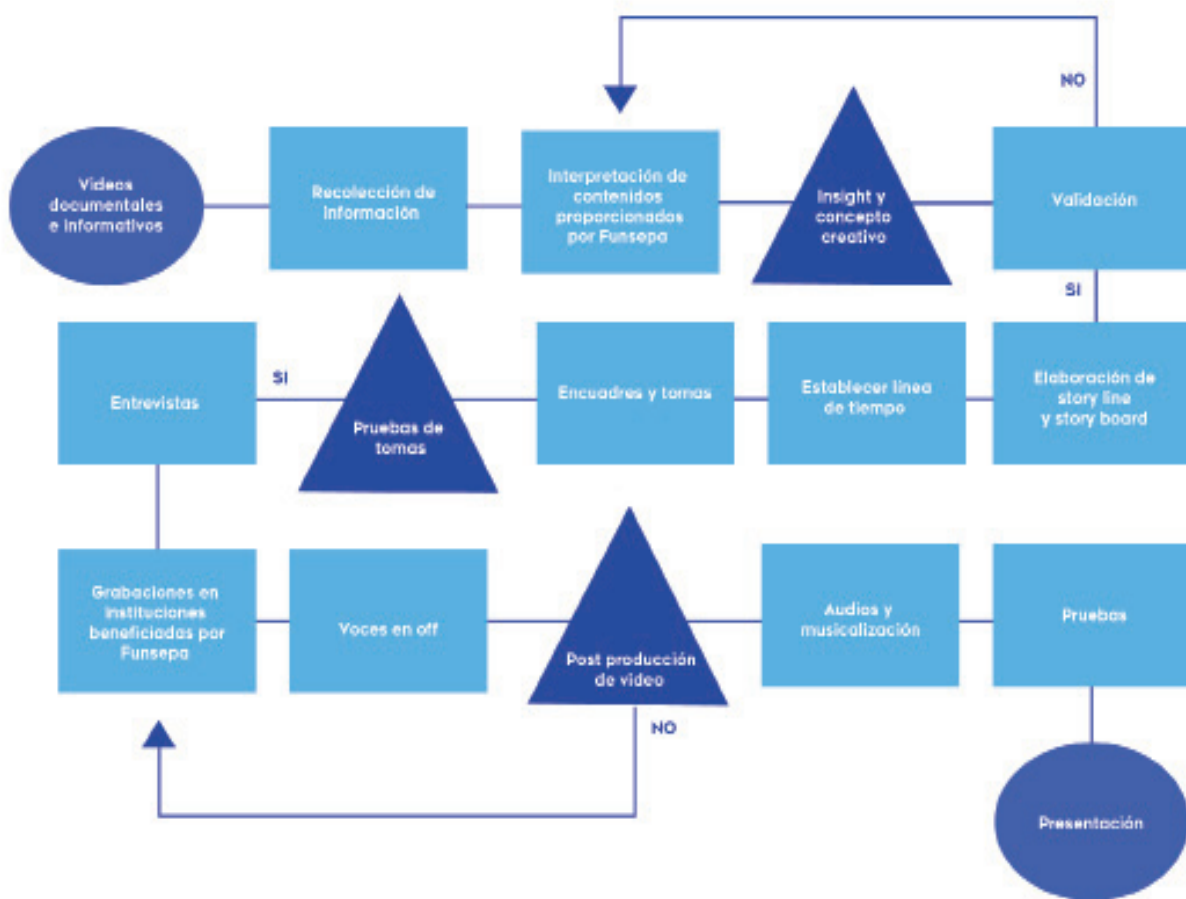 NO
Videos
documentales
e informativos
Recolección de
Información
Interpretación de
contenidos
proporcionados
por Funsepa
Insight y
concepto
creativo
Validación
SI
Entrevistas
SI
Pruebas de
tomas
Encuadres y tomas
Establecer línea
de tiempo
Elaboración de
story line
y story board
Grabaciones en
instituciones
beneficiadas por
Funsepa
Voces en off
Post producción
de video
Audios y
musicalización
Pruebas
NO
Presentación